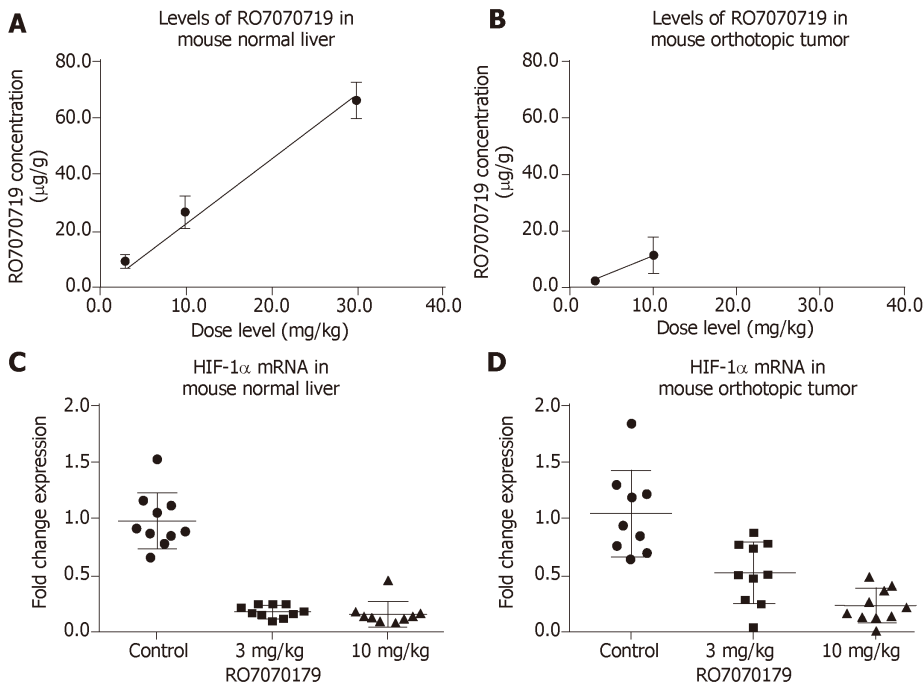 A
Levels of RO7070719 in
mouse normal liver
RO7070719 concentration
(μg/g)
80.0
60.0
40.0
20.0
0.0
0.0 10.0 20.0 30.0 40.0
Dose level (mg/kg)
B
Levels of RO7070719 in
mouse orthotopic tumor
RO7070719 concentration
(μg/g)
80.0
60.0
40.0
20.0
0.0
0.0 10.0 20.0 30.0 40.0
Dose level (mg/kg)
C
HIF-1α mRNA in
mouse normal liver
Fold change expression
2.0
1.5
1.0
0.5
0.0
Control 3 mg/kg 10 mg/kg
RO7070179
D
HIF-1α mRNA in
mouse orthotopic tumor
Fold change expression
2.0
1.5
1.0
0.5
0.0
Control 3 mg/kg 10 mg/kg
RO7070179